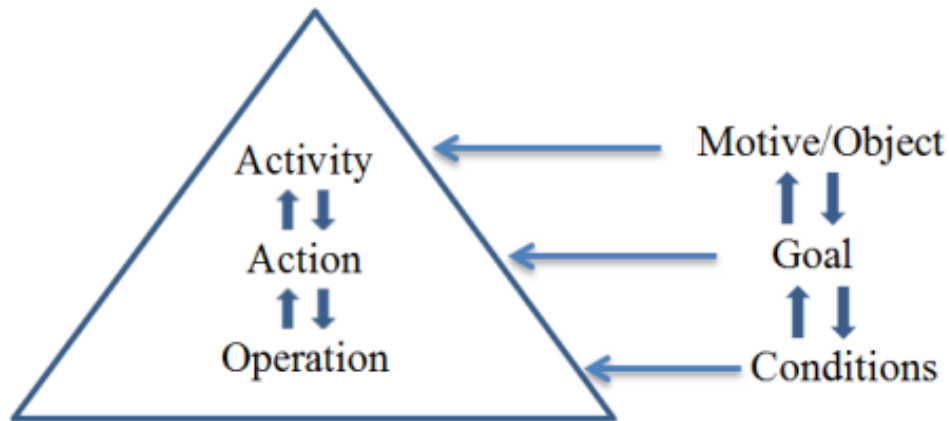 Activity
Motive/Object
Action
Goal
Operation
Conditions